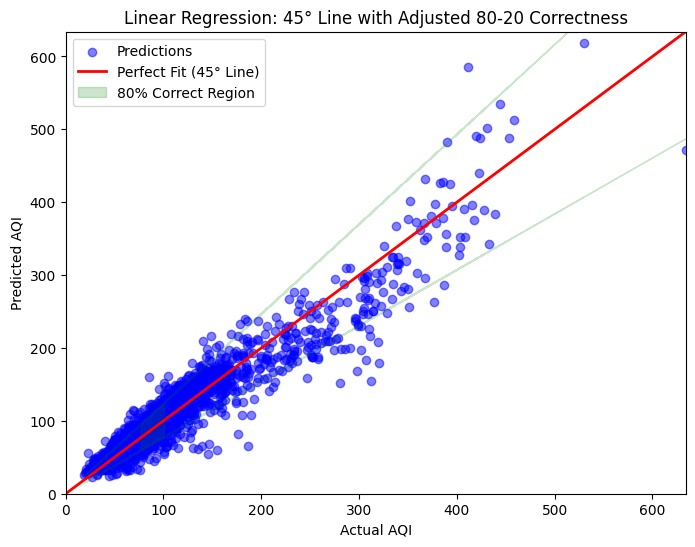 Linear Regression: 45° Line with Adjusted 80-20 Correctness
Predictions
Perfect Fit (45° Line)
80% Correct Region
600
500
400
300
200
100
0
Predicted AQI
0 100 200 300 400 500 600
Actual AQI